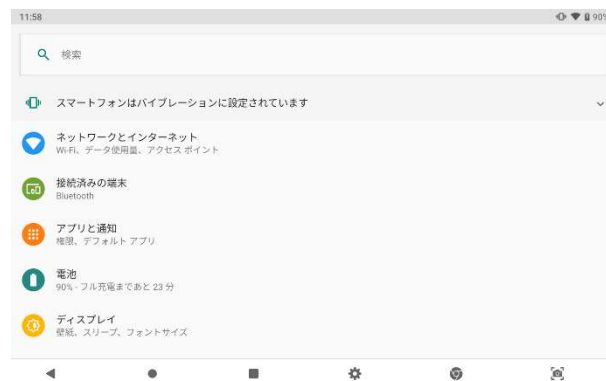 11:58
90%
検索
スマートフォンはバイブレーションに設定されています
ネットワークとインターネット
Wi-Fi、データ使用量、アクセス ポイント
接続済みの端末
Bluetooth
アプリと通知
権限、デフォルト アプリ
電池
90% - フル充電まであと 23 分
ディスプレイ
壁紙、スリープ、フォントサイズ